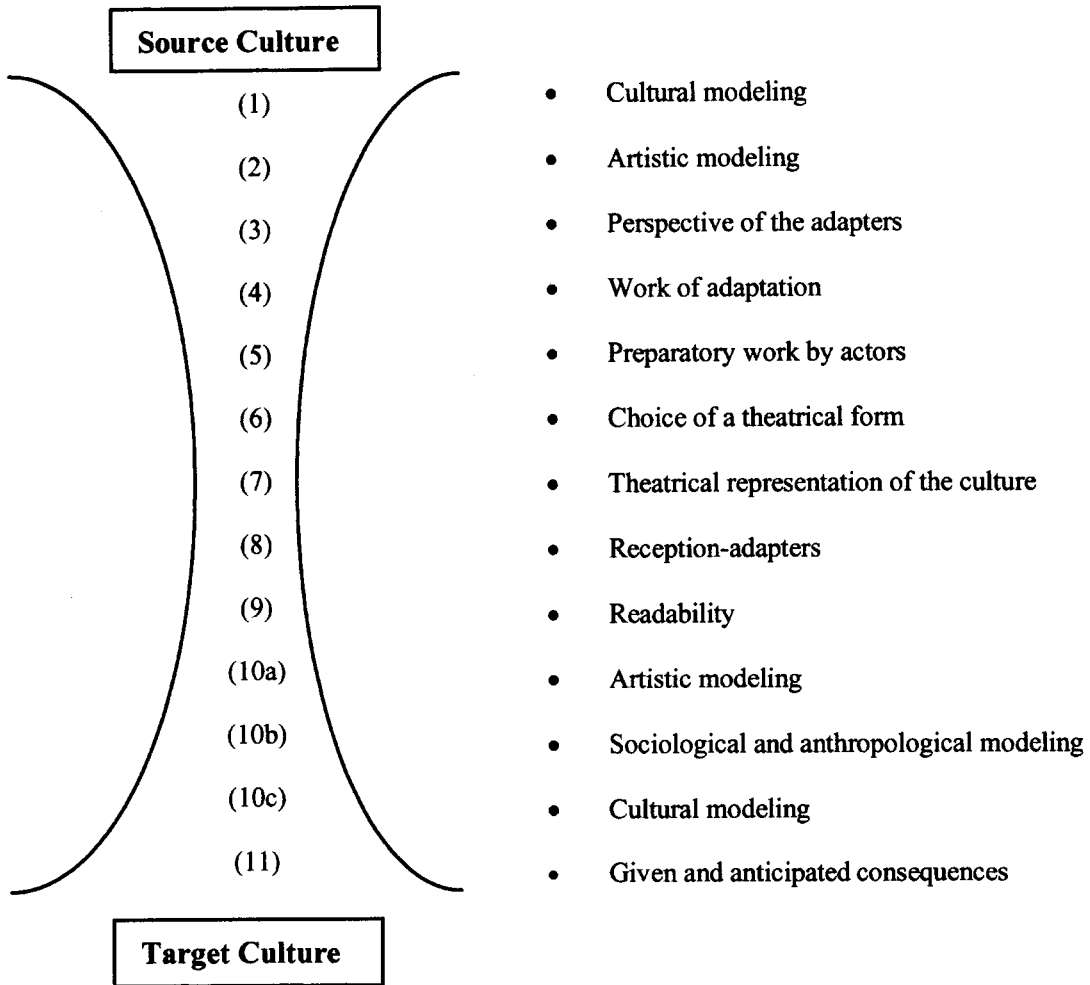 Source Culture
(1) • Cultural modeling
(2) • Artistic modeling
(3) • Perspective of the adapters
(4) • Work of adaptation
(5) • Preparatory work by actors
(6) • Choice of a theatrical form
(7) • Theatrical representation of the culture
(8) • Reception-adapters
(9) • Readability
(10a) • Artistic modeling
(10b) • Sociological and anthropological modeling
(10c) • Cultural modeling
(11) • Given and anticipated consequences
Target Culture